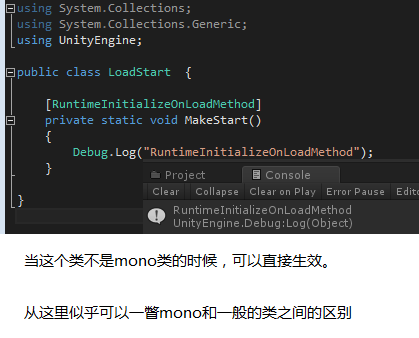 using System.Collections;
using System.Collections.Generic;
using UnityEngine;
public class LoadStart  {
[RuntimeInitializeOnLoadMethod]
private static void MakeStart()
{
Debug.Log("RuntimeInitializeOnLoadMethod");
}
}
Project Console
Clear Collapse Clear on Play Error Pause
RuntimeInitializeOnLoadMethod
UnityEngine.Debug:Log(Object)
当这个类不是mono类的时候，可以直接生效。
从这里似乎可以一瞥mono和一般的类之间的区别